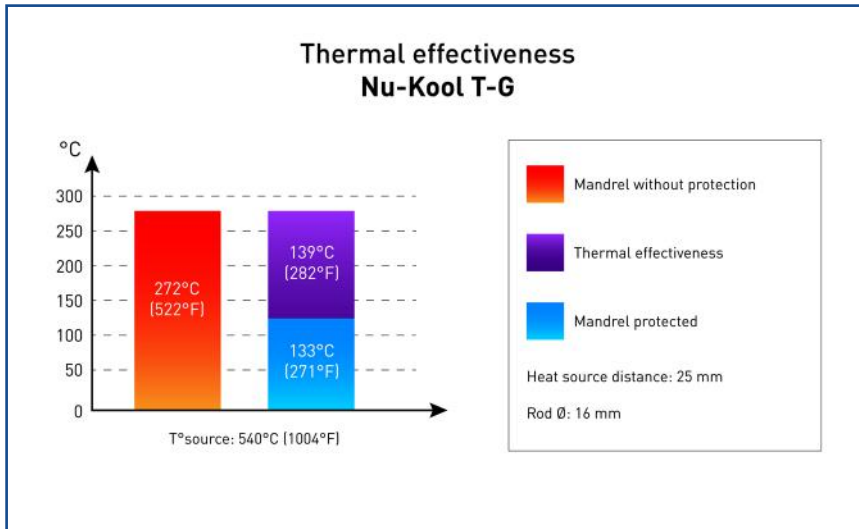 Thermal effectiveness
Nu-Kool T-G
°C
300
250
200
150
100
50
0
272°C
(522°F)
139°C
(282°F)
133°C
(271°F)
T°source: 540°C (1004°F)
Mandrel without protection
Thermal effectiveness
Mandrel protected
Heat source distance: 25 mm
Rod Ø: 16 mm